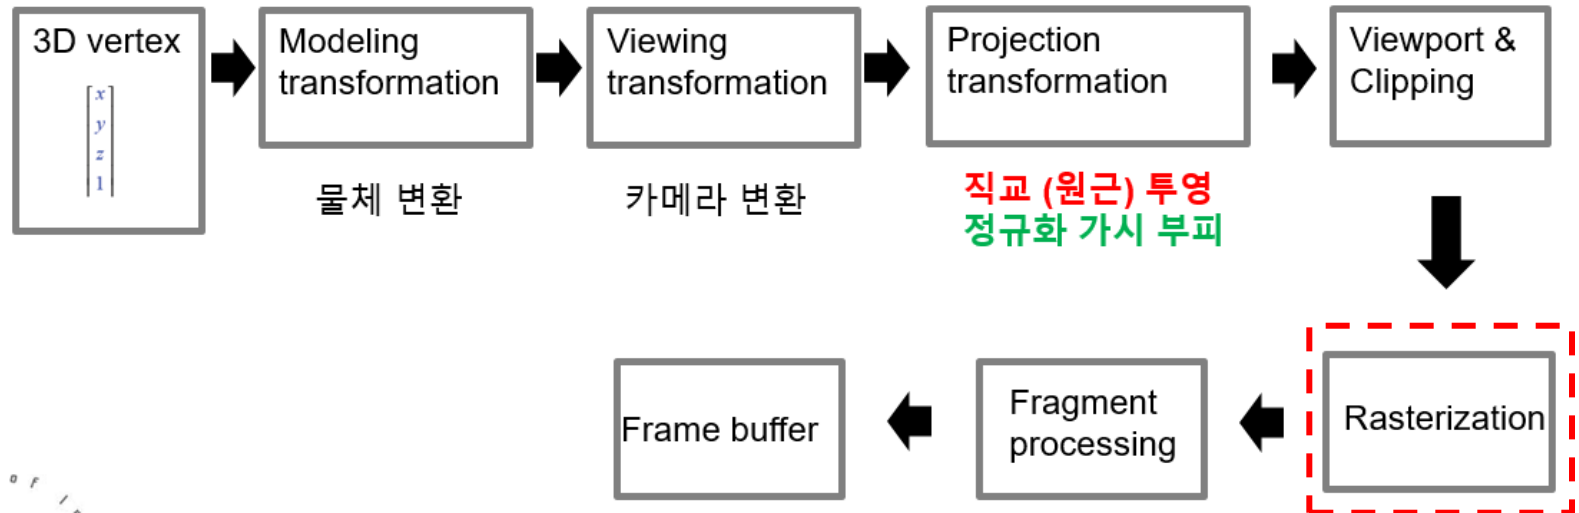 3D vertex
x
y
z
1
Modeling
transformation
물체 변환
Viewing
transformation
카메라 변환
Projection
transformation
직교 (원근) 투영
정규화 가시 부피
Viewport &
Clipping
Rasterization
Fragment
processing
Frame buffer
o f